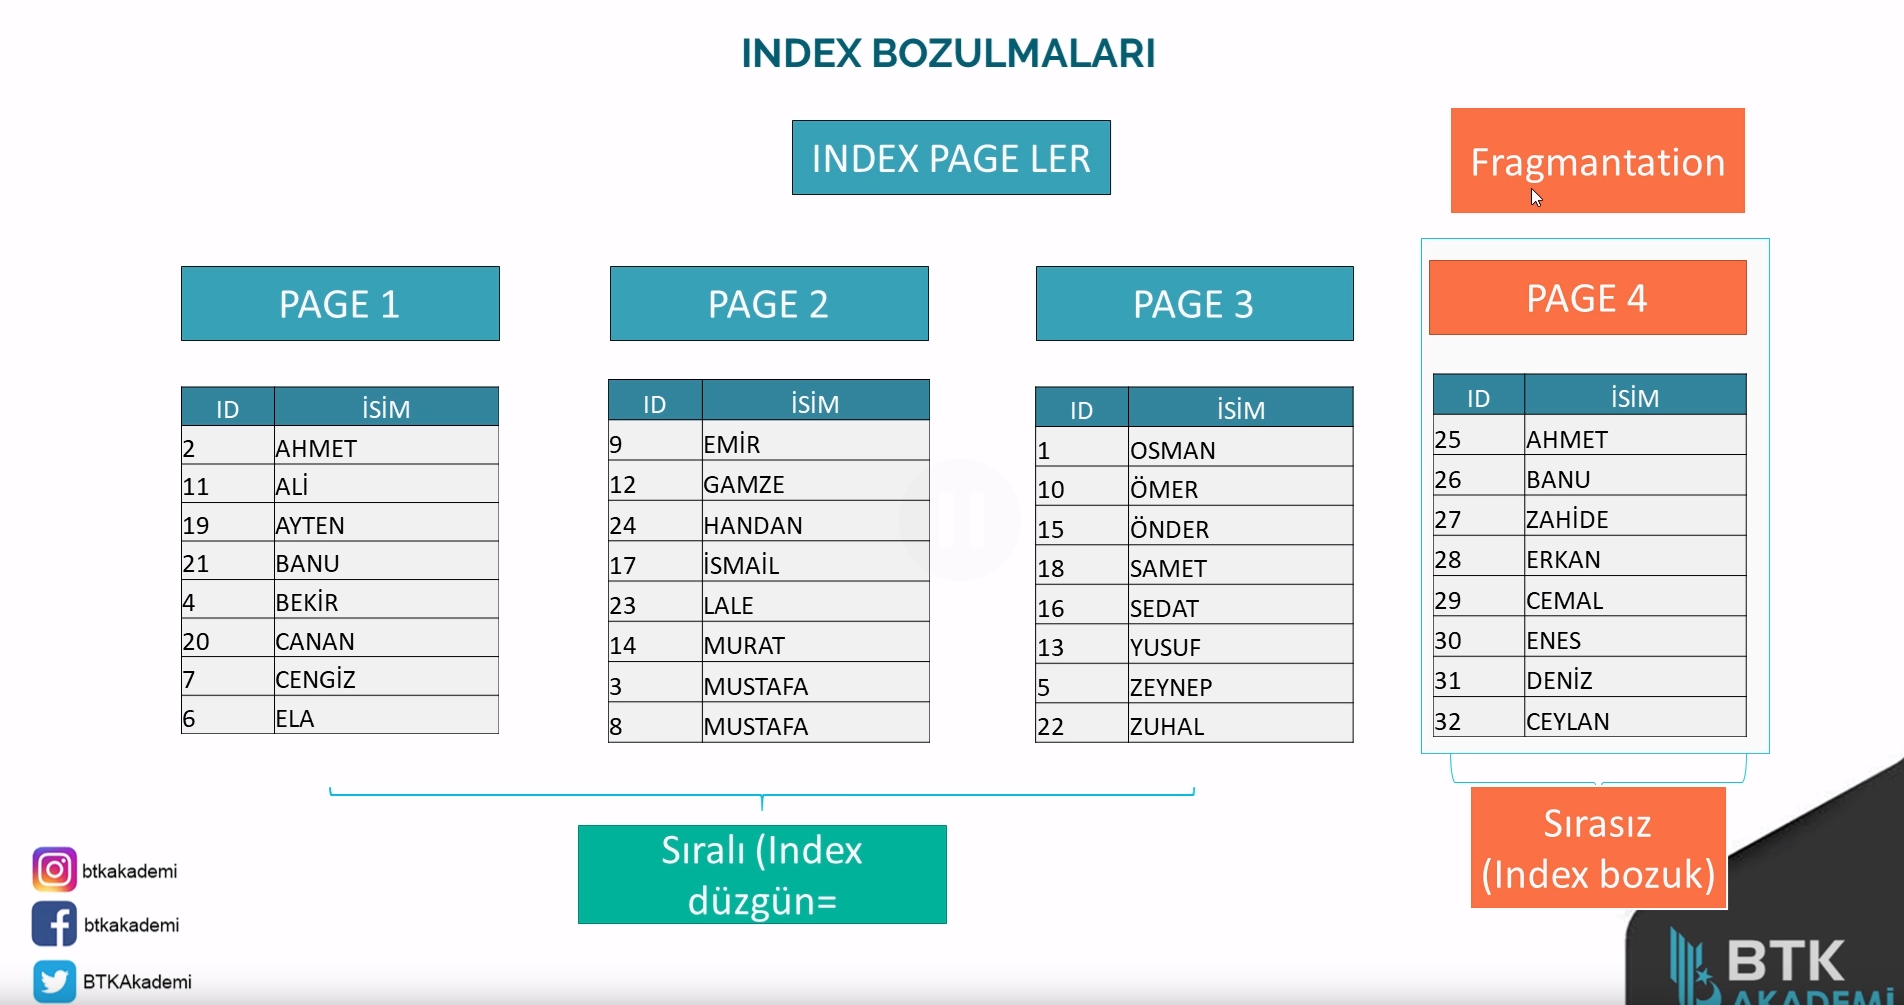 INDEX BOZULMALARI
INDEX PAGE LER
Fragmantation
PAGE 1
ID İSİM
2 AHMET
11 ALİ
19 AYTEN
21 BANU
4 BEKİR
20 CANAN
7 CENGİZ
6 ELA
PAGE 2
ID İSİM
9 EMİR
12 GAMZE
24 HANDAN
17 İSMAİL
23 LALE
14 MURAT
3 MUSTAFA
8 MUSTAFA
PAGE 3
ID İSİM
1 OSMAN
10 ÖMER
15 ÖNDER
18 SAMET
16 SEDAT
13 YUSUF
5 ZEYNEP
22 ZUHAL
PAGE 4
ID İSİM
25 AHMET
26 BANU
27 ZAHİDE
28 ERKAN
29 CEMAL
30 ENES
31 DENİZ
32 CEYLAN
Sıralı (Index
düzgün=
Sırasız
(Index bozuk)
btkakademi
btkakademi
BTKAkademi
BTK
AKADEMİ